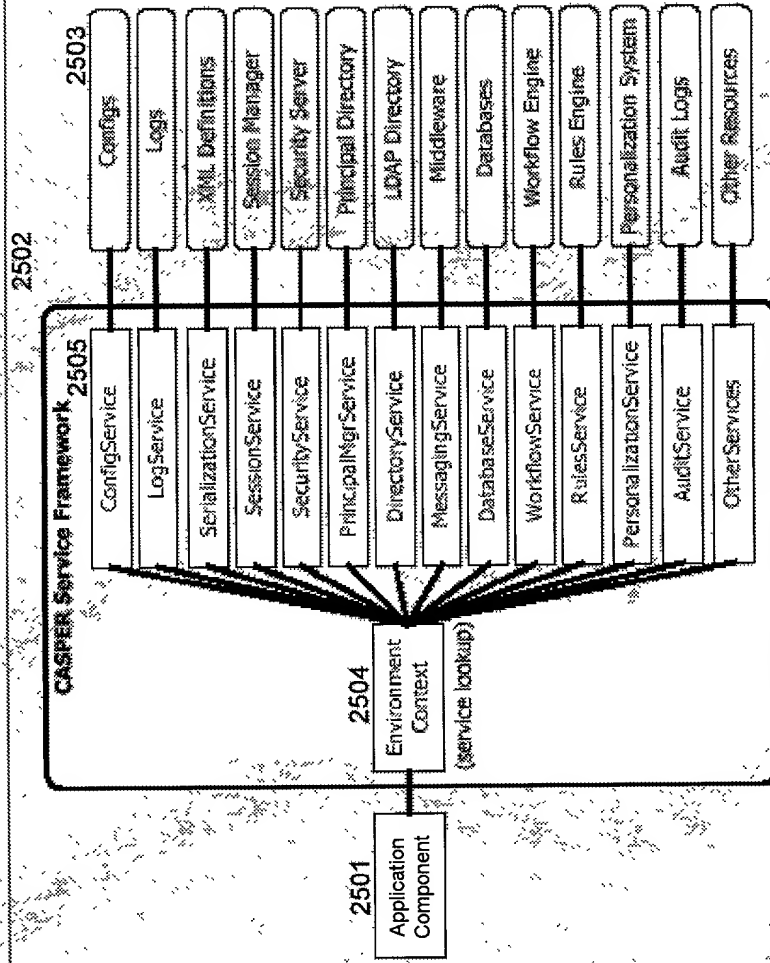 2502
CASPER Service Framework
2505
2503
2501
Application
Component
2504
Environment
Context
(service lookup)
ConfigService
LogService
SerializationService
SessionService
SecurityService
PrincipalMgrService
DirectoryService
MessagingService
DatabaseService
WorkflowService
RulesService
PersonalizationService
AuditService
OtherServices
Configs
Logs
XML Definitions
Session Manager
Security Server
Principal Directory
LDAP Directory
Middleware
Databases
Workflow Engine
Rules Engine
Personalization System
Audit Logs
Other Resources